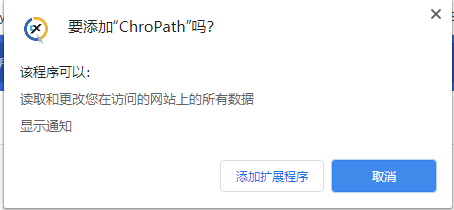 要添加“ChroPath”吗?
该程序可以:
读取和更改您在访问的网站上的所有数据
显示通知
添加扩展程序
取消